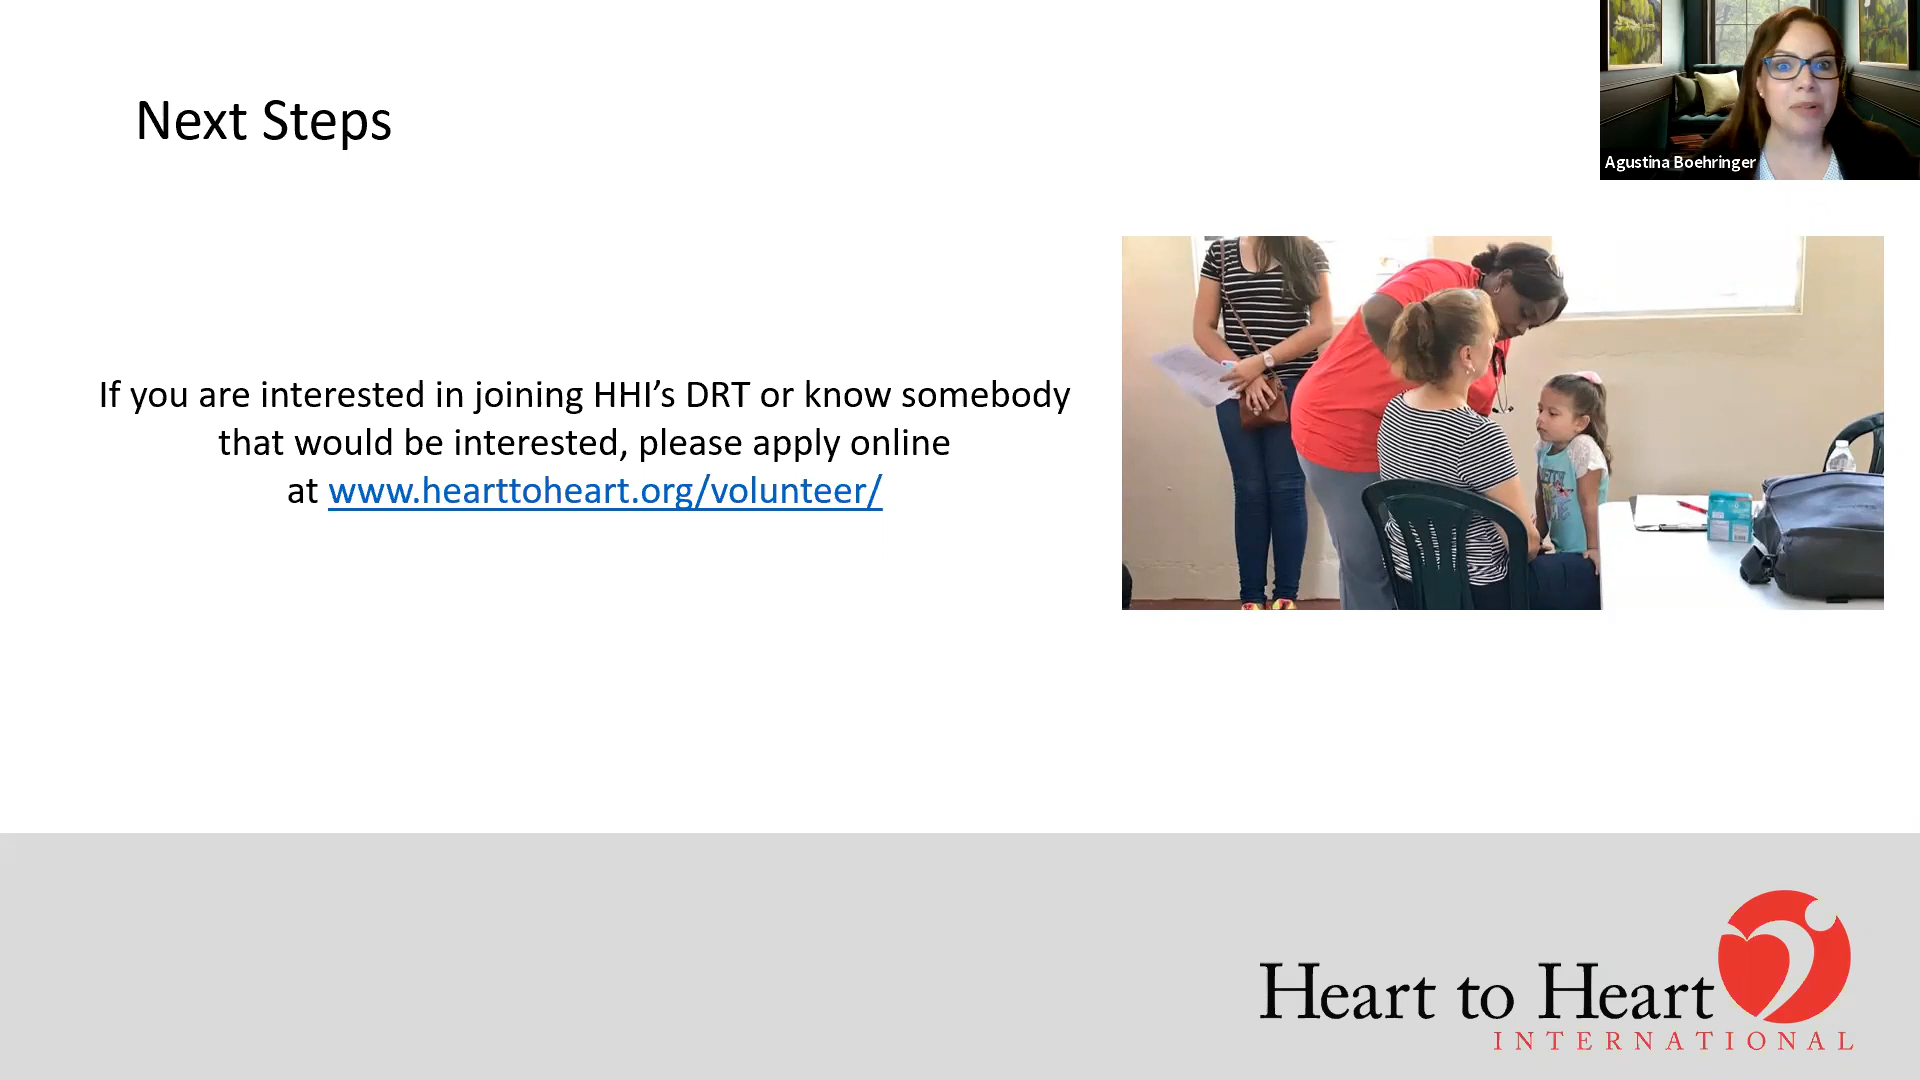 Next Steps
Agustina Boehringer
If you are interested in joining HHI’s DRT or know somebody
that would be interested, please apply online
at www.hearttoheart.org/volunteer/
Heart to Heart
INTERNATIONAL